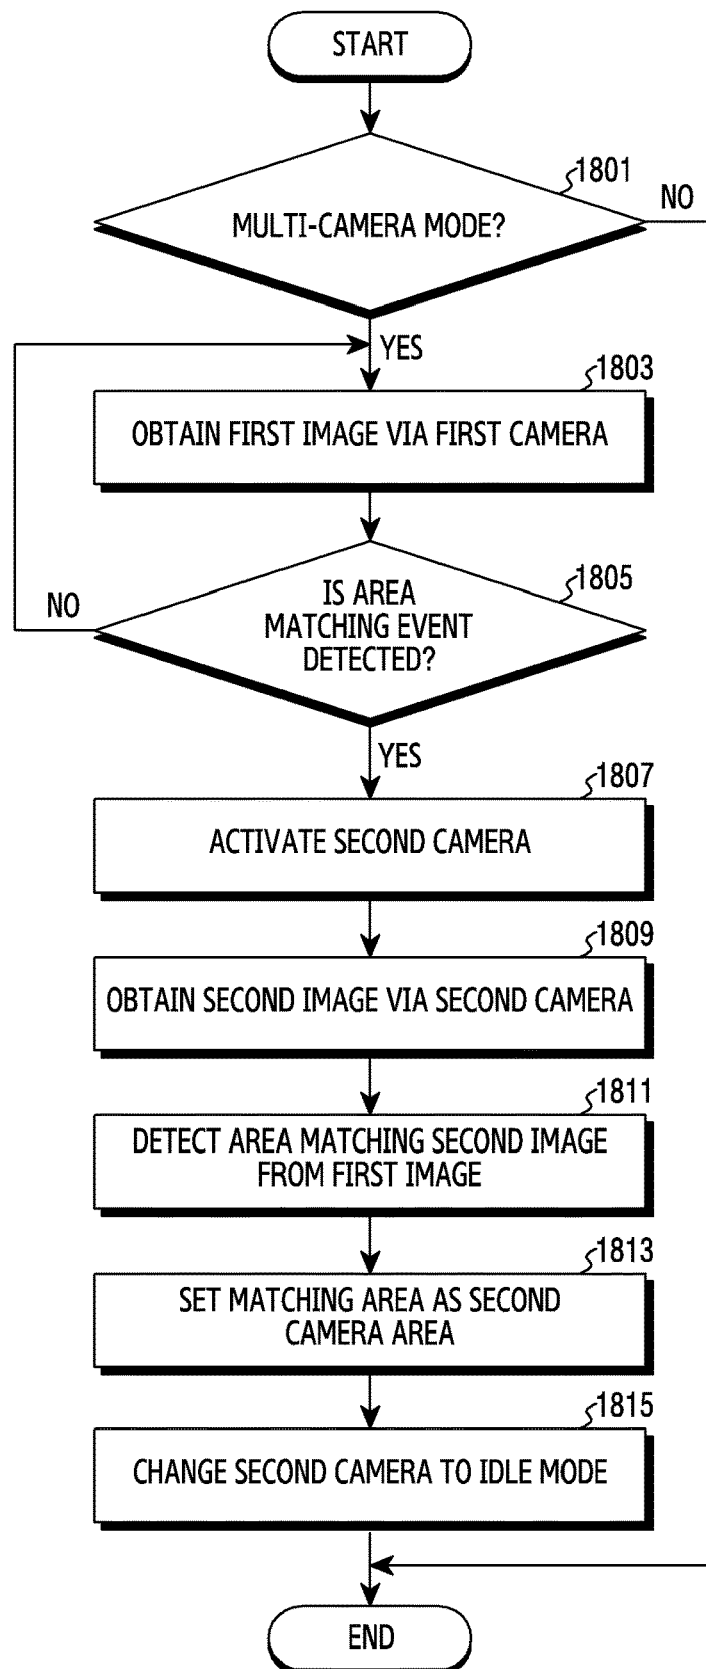 START
1801
NO
MULTI-CAMERA MODE?
YES
1803
OBTAIN FIRST IMAGE VIA FIRST CAMERA
1805
NO
IS AREA
MATCHING EVENT
DETECTED?
YES
1807
ACTIVATE SECOND CAMERA
1809
OBTAIN SECOND IMAGE VIA SECOND CAMERA
1811
DETECT AREA MATCHING SECOND IMAGE
FROM FIRST IMAGE
1813
SET MATCHING AREA AS SECOND
CAMERA AREA
1815
CHANGE SECOND CAMERA TO IDLE MODE
END